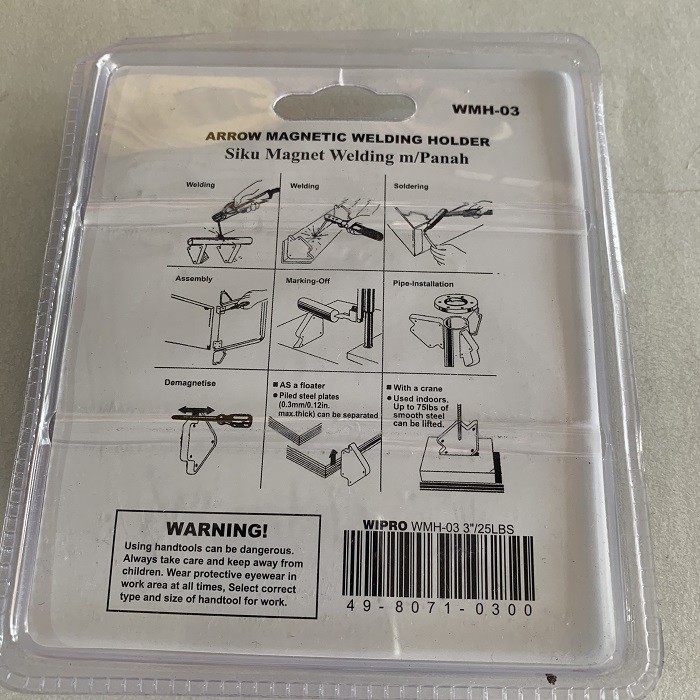 WMH-03
ARROW MAGNETIC WELDING HOLDER
Siku Magnet Welding m/Panah
Welding
Welding
Soldering
Assembly
Marking-Off
Pipe-Installation
Demagnetise
■ AS a floater
● Piled steel plates
(0.3mm/0.12in.
max.thick) can be separated
■ With a crane
● Used indoors.
Up to 75lbs of
smooth steel
can be lifted.
WARNING!
Using handtools can be dangerous.
Always take care and keep away from
children. Wear protective eyewear in
work area at all times, Select correct
type and size of handtool for work.
WIPRO WMH-03 3"/25LBS
49-8071-0300